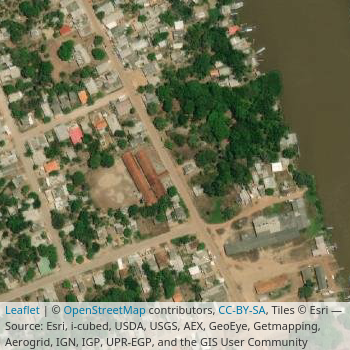 Leaflet | © OpenStreetMap contributors, CC-BY-SA, Tiles © Esri —
Source: Esri, i-cubed, USDA, USGS, AEX, GeoEye, Getmapping,
Aerogrid, IGN, IGP, UPR-EGP, and the GIS User Community